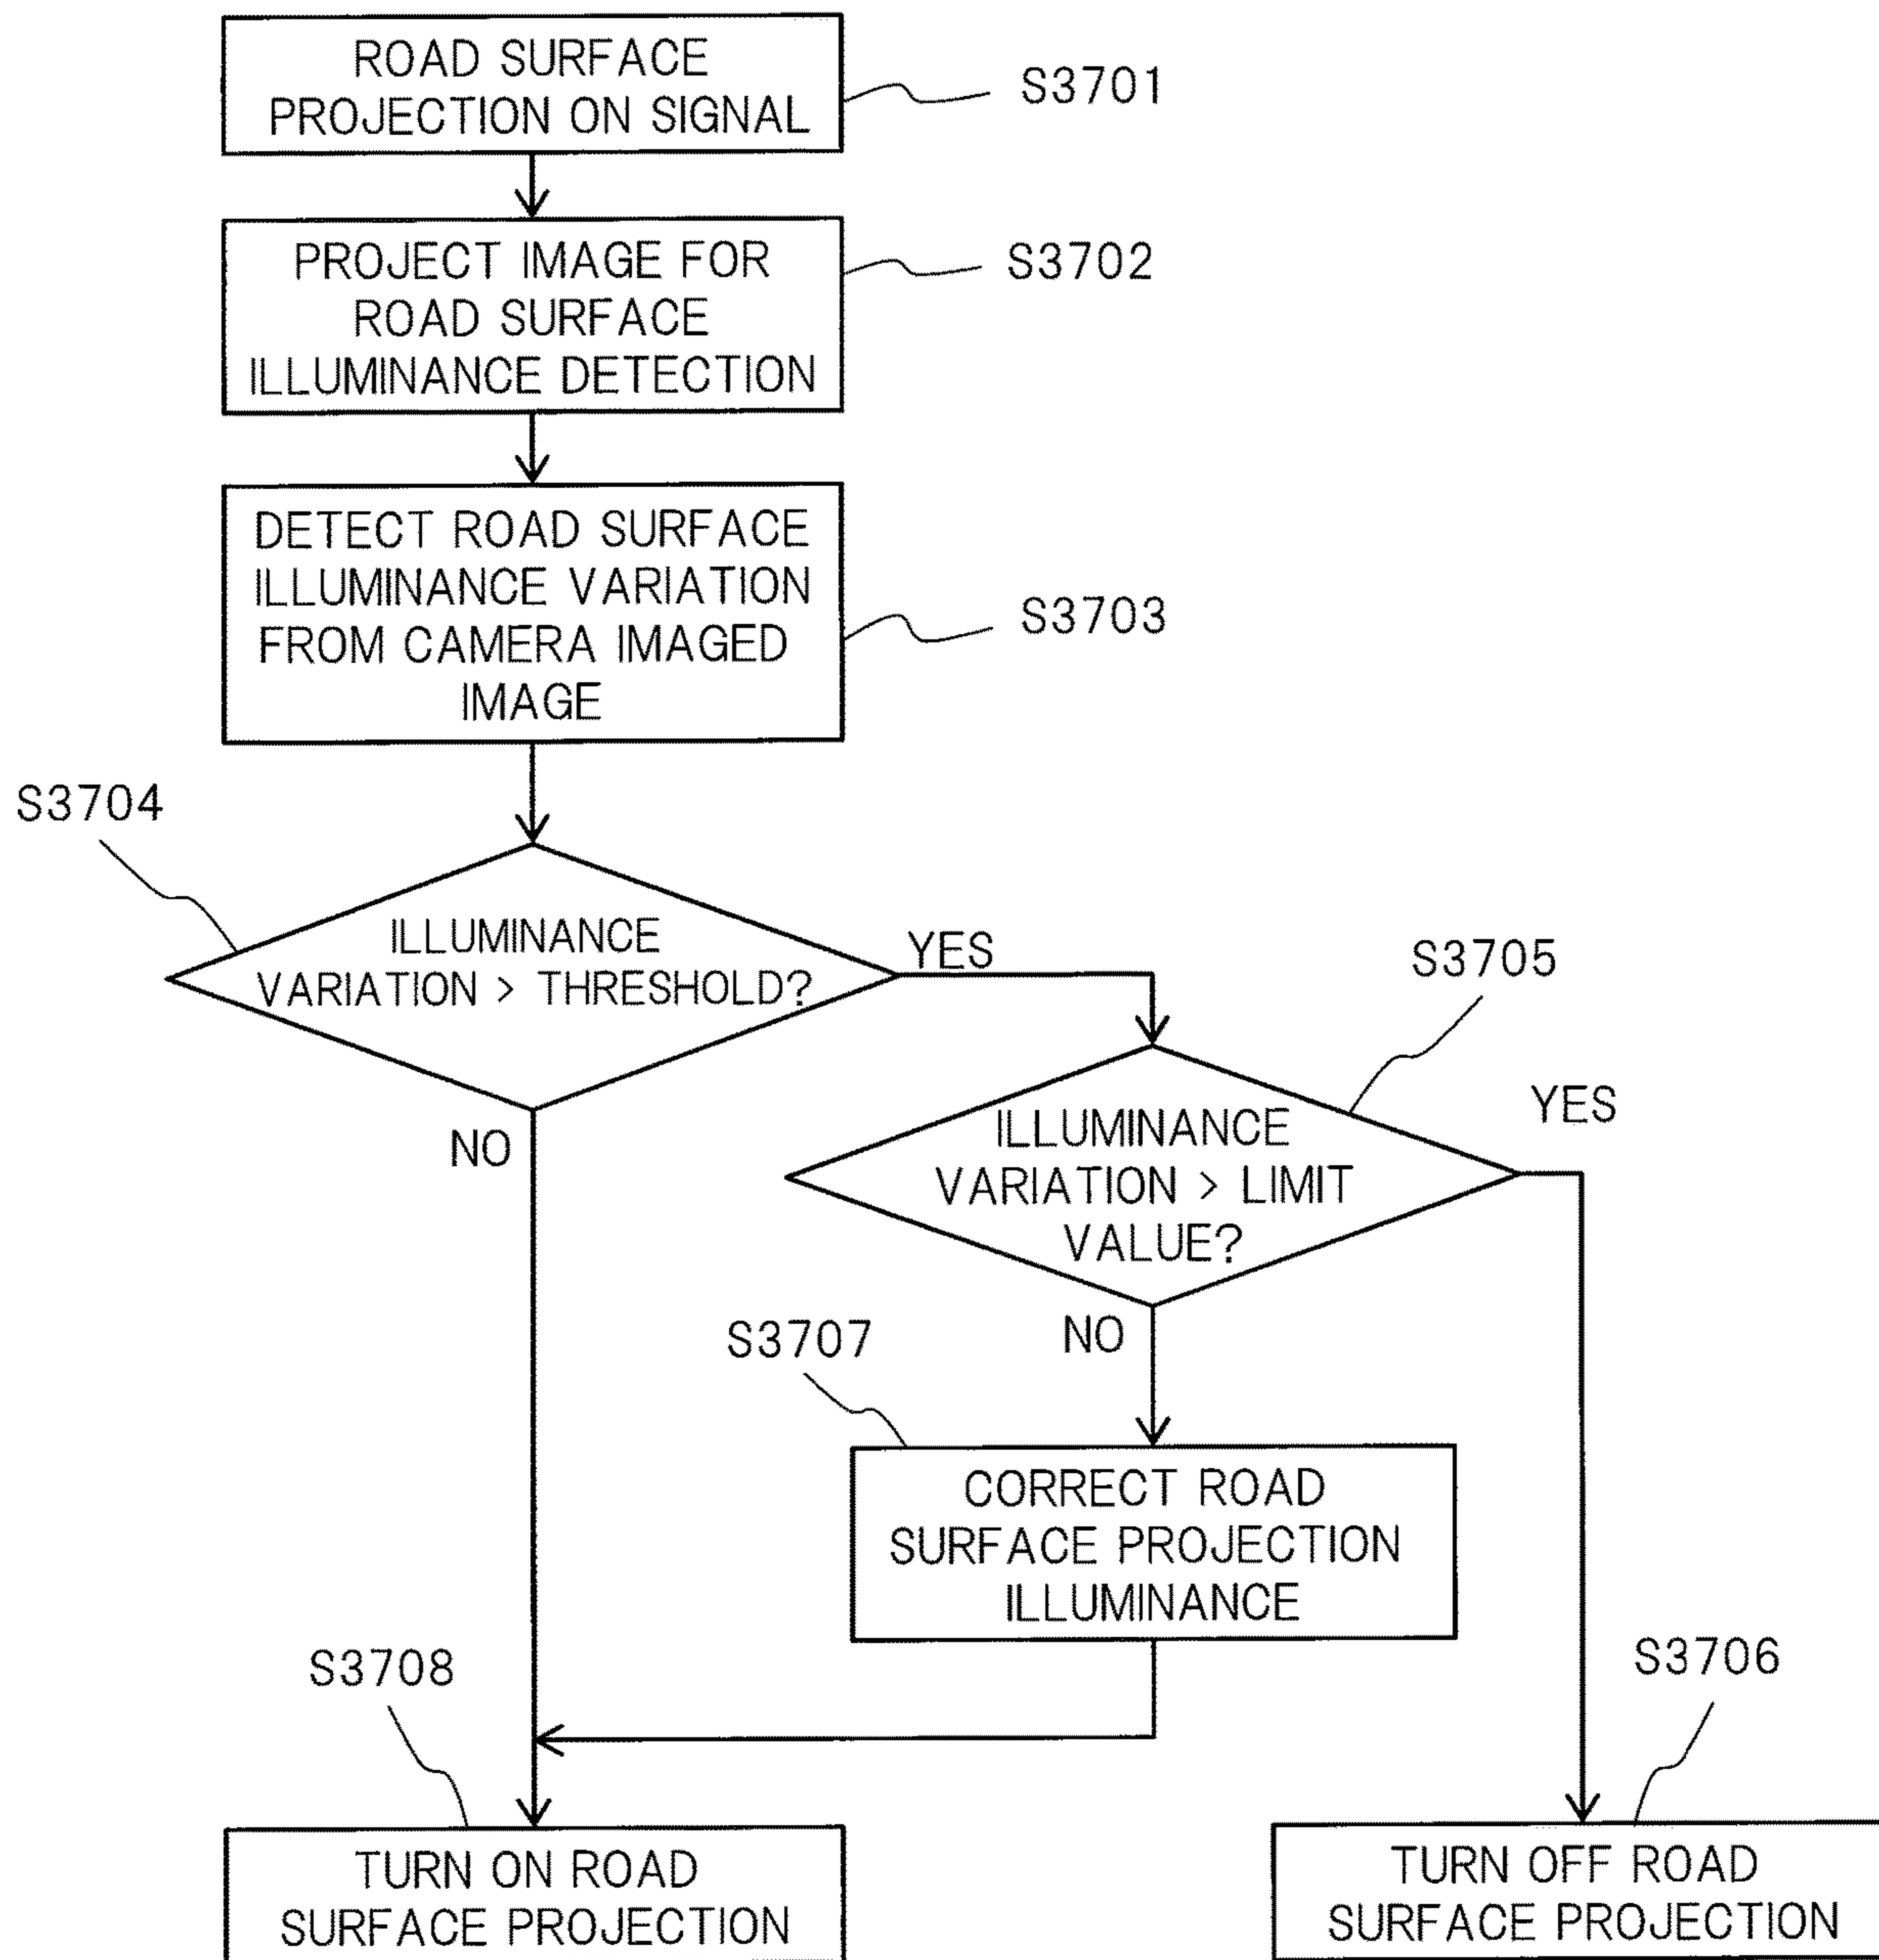 ROAD SURFACE
PROJECTION ON SIGNAL
S3701
PROJECT IMAGE FOR
ROAD SURFACE
ILLUMINANCE DETECTION
S3702
DETECT ROAD SURFACE
ILLUMINANCE VARIATION
FROM CAMERA IMAGED
IMAGE
S3703
S3704
ILLUMINANCE
VARIATION > THRESHOLD?
YES
NO
S3705
ILLUMINANCE
VARIATION > LIMIT
VALUE?
YES
NO
S3707
CORRECT ROAD
SURFACE PROJECTION
ILLUMINANCE
S3708
TURN ON ROAD
SURFACE PROJECTION
S3706
TURN OFF ROAD
SURFACE PROJECTION